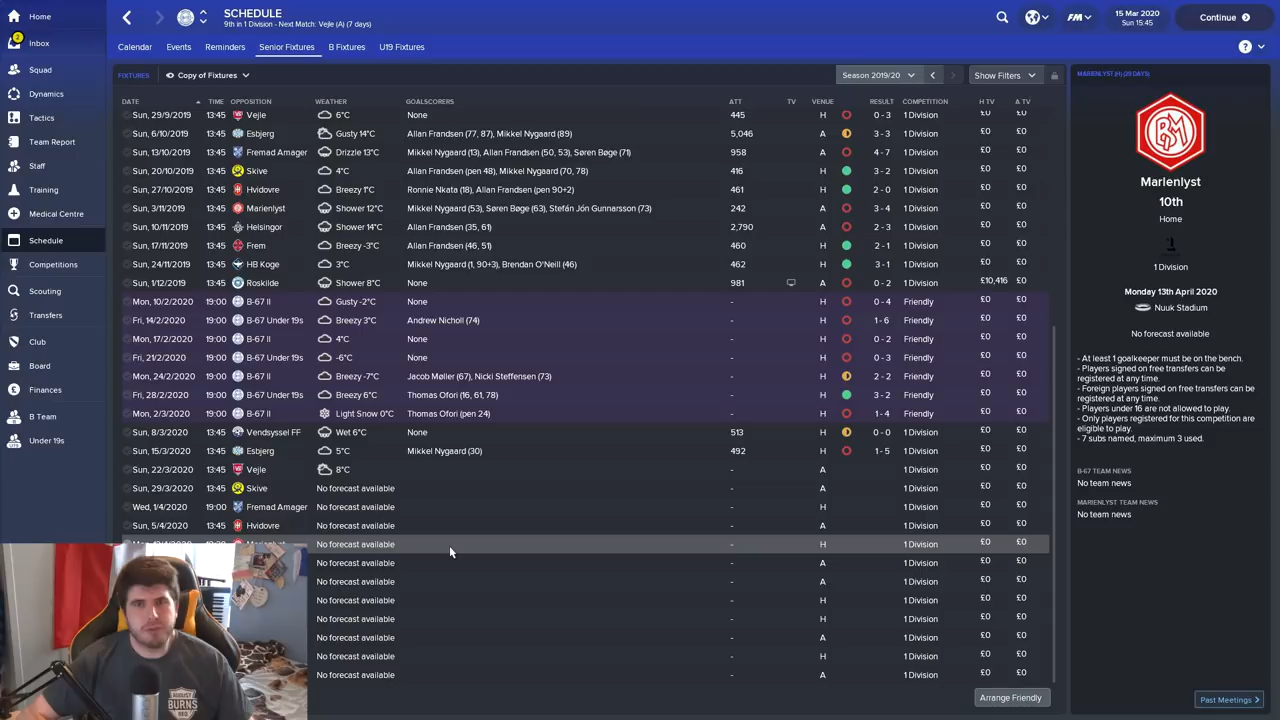 Home
SCHEDULE
9th in 1 Division - Next Match: Vejle (A) (7 days)
FM
15 Mar 2020
Sun 15:45
Continue
2
Inbox
Calendar Events Reminders Senior Fixtures B Fixtures U19 Fixtures
?
Squad
FIXTURES Copy of Fixtures Season 2019/20 Show Filters
MARIENLYST (H) (29 DAYS)
Dynamics
DATE TIME OPPOSITION WEATHER GOALSCORERS ATT TV VENUE RESULT COMPETITION H TV A TV
Sun, 29/9/2019 13:45 Vejle 6°C None 445 H 0 - 3 1 Division £0 £0
Tactics
Sun, 6/10/2019 13:45 Esbjerg Gusty 14°C Allan Frandsen (77, 87), Mikkel Nygaard (89) 5,046 A 3 - 3 1 Division £0 £0
Team Report
Sun, 13/10/2019 13:45 Fremad Amager Drizzle 13°C Mikkel Nygaard (13), Allan Frandsen (50, 53), Søren Bøge (71) 958 A 4 - 7 1 Division £0 £0
Staff
Sun, 20/10/2019 13:45 Skive 4°C Allan Frandsen (pen 48), Mikkel Nygaard (70, 78) 416 H 3 - 2 1 Division £0 £0
Training
Sun, 27/10/2019 13:45 Hvidovre Breezy 1°C Ronnie Nkata (18), Allan Frandsen (pen 90+2) 461 H 2 - 0 1 Division £0 £0
Medical Centre
Sun, 3/11/2019 13:45 Marienlyst Shower 12°C Mikkel Nygaard (53), Søren Bøge (63), Stefán Jón Gunnarsson (73) 242 A 3 - 4 1 Division £0 £0
Sun, 10/11/2019 13:45 Helsingor Shower 14°C Allan Frandsen (35, 61) 2,790 A 2 - 3 1 Division £0 £0
Schedule
Sun, 17/11/2019 13:45 Frem Breezy -3°C Allan Frandsen (46, 51) 460 H 2 - 1 1 Division £0 £0
Competitions
Sun, 24/11/2019 13:45 HB Koge 3°C Mikkel Nygaard (1, 90+3), Brendan O'Neill (46) 462 H 3 - 1 1 Division £0 £0
Sun, 1/12/2019 13:45 Roskilde Shower 8°C None 981 A 0 - 2 1 Division £10,416 £0
Scouting
Mon, 10/2/2020 19:00 B-67 II Gusty -2°C None - H 0 - 4 Friendly £0 £0
Transfers
Fri, 14/2/2020 19:00 B-67 Under 19s Breezy 3°C Andrew Nicholl (74) - H 1 - 6 Friendly £0 £0
Club
Mon, 17/2/2020 19:00 B-67 II 4°C None - H 0 - 2 Friendly £0 £0
Board
Fri, 21/2/2020 19:00 B-67 Under 19s -6°C None - H 0 - 3 Friendly £0 £0
Finances
Mon, 24/2/2020 19:00 B-67 II Breezy -7°C Jacob Møller (67), Nicki Steffensen (73) - H 2 - 2 Friendly £0 £0
Fri, 28/2/2020 19:00 B-67 Under 19s Breezy 6°C Thomas Ofori (16, 61, 78) - H 3 - 2 Friendly £0 £0
B Team
Mon, 2/3/2020 19:00 B-67 II Light Snow 0°C Thomas Ofori (pen 24) - H 1 - 4 Friendly £0 £0
Under 19s
Sun, 8/3/2020 13:45 Vendsyssel FF Wet 6°C None 513 H 0 - 0 1 Division £0 £0
Sun, 15/3/2020 13:45 Esbjerg 5°C Mikkel Nygaard (30) 492 H 1 - 5 1 Division £0 £0
Sun, 22/3/2020 13:45 Vejle 8°C - A 1 Division £0 £0
Sun, 29/3/2020 13:45 Skive No forecast available - A 1 Division £0 £0
Wed, 1/4/2020 19:00 Fremad Amager No forecast available - H 1 Division £0 £0
Sun, 5/4/2020 13:45 Hvidovre No forecast available - A 1 Division £0 £0
No forecast available - H 1 Division £0 £0
No forecast available - A 1 Division £0 £0
No forecast available - A 1 Division £0 £0
No forecast available - H 1 Division £0 £0
No forecast available - H 1 Division £0 £0
No forecast available - A 1 Division £0 £0
No forecast available - H 1 Division £0 £0
No forecast available - A 1 Division £0 £0
Arrange Friendly
BM
Marienlyst
10th
Home
1 Division
Monday 13th April 2020
Nuuk Stadium
No forecast available
- At least 1 goalkeeper must be on the bench.
- Players signed on free transfers can be
registered at any time.
- Foreign players signed on free transfers can be
registered at any time.
- Players under 16 are not allowed to play.
- Only players registered for this competition are
eligible to play.
- 7 subs named, maximum 3 used.
B-67 TEAM NEWS
No team news
MARIENLYST TEAM NEWS
No team news
Past Meetings
AUGUST
BURNS
RED